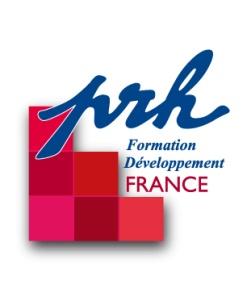 prh
Formation
Développement
FRANCE